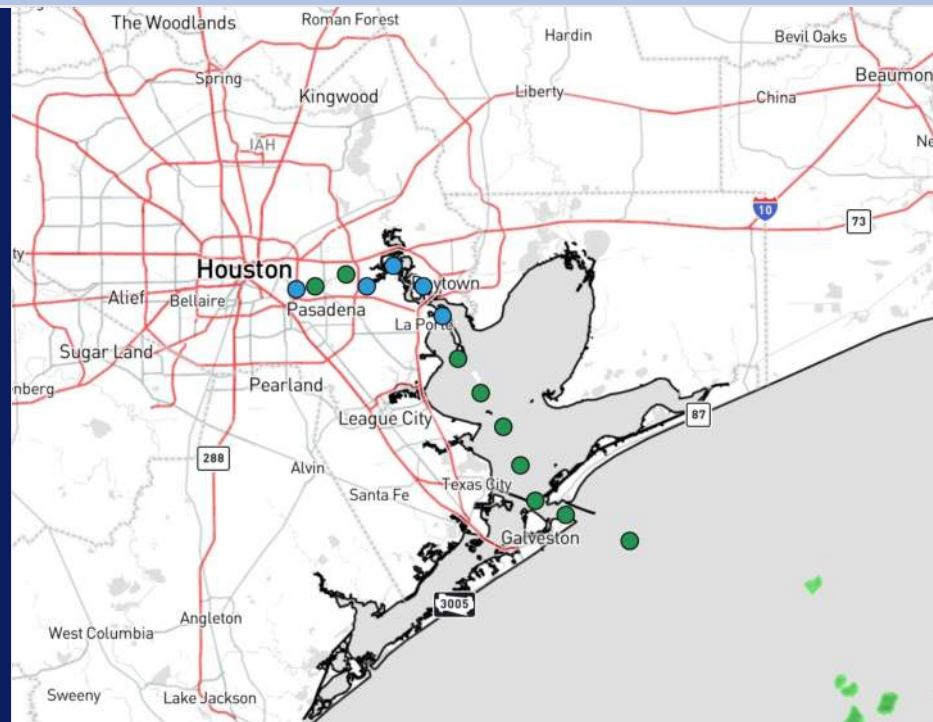 The Woodlands
Roman Forest
Hardin
Bevil Oaks
Spring
Kingwood
Liberty
China
Beaumon
IAH
Ne
10
73
Houston
ytown
Alief
Bellaire
Pasadena
La Porte
Sugar Land
enberg
Pearland
League City
87
288
Alvin
Santa Fe
Texas City
Galveston
3005
West Columbia
Angleton
Sweeny
Lake Jackson